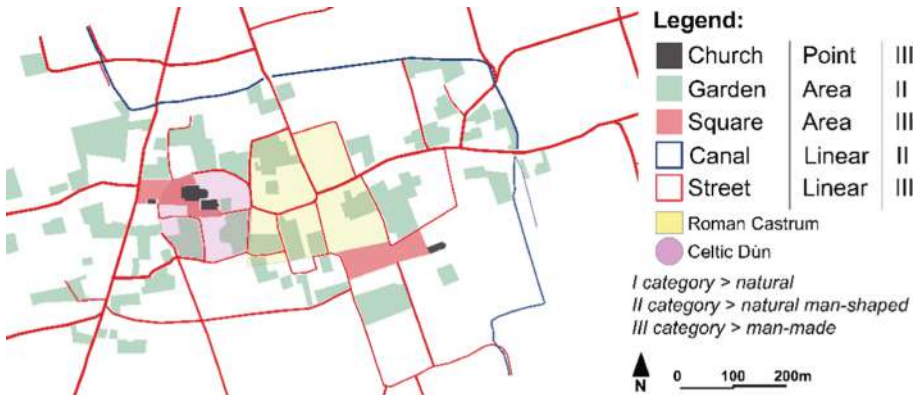 Legend:
Church Point III
Garden Area II
Square Area III
Canal Linear II
Street Linear III
Roman Castrum
Celtic Dùn
I category > natural
II category > natural man-shaped
III category > man-made
N 0 100 200m